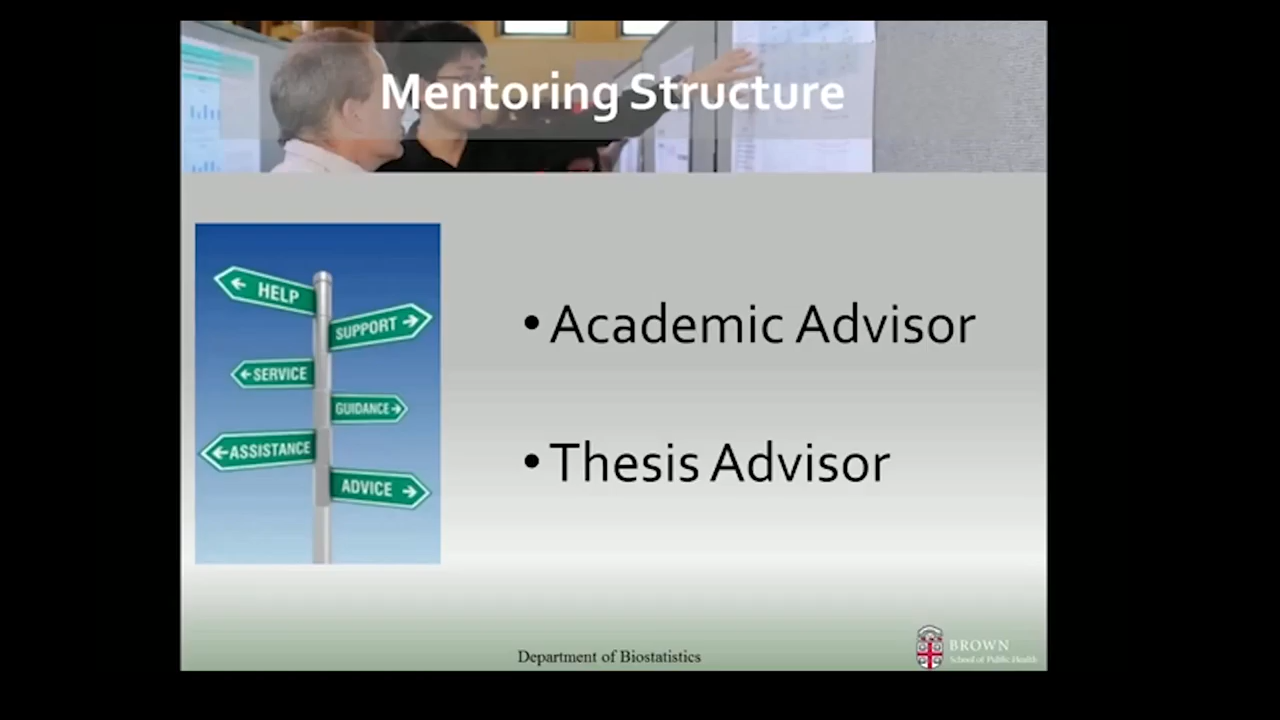 Mentoring Structure
HELP
SUPPORT
SERVICE
GUIDANCE
ASSISTANCE
ADVICE
• Academic Advisor
• Thesis Advisor
Department of Biostatistics
BROWN
School of Public Health